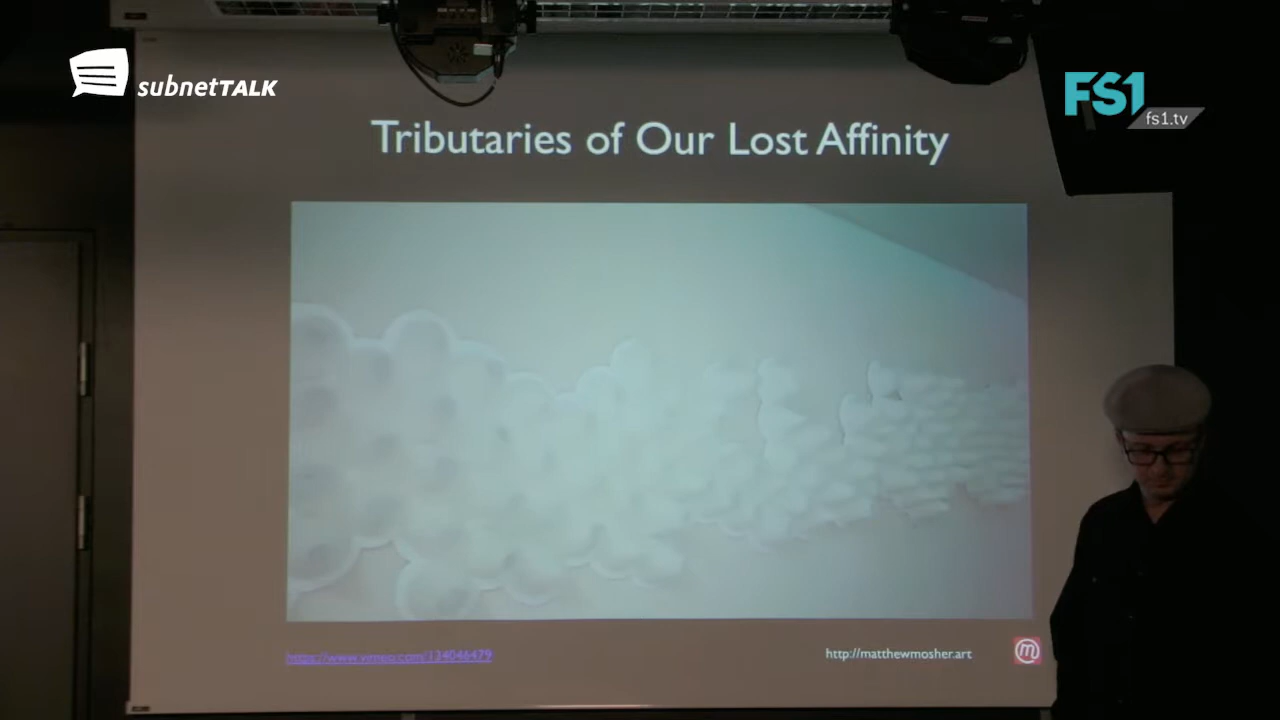 subnetTALK
FS1
fs1.tv
Tributaries of Our Lost Affinity
https://www.vimeo.com/134046479
http://matthewmosher.art
m